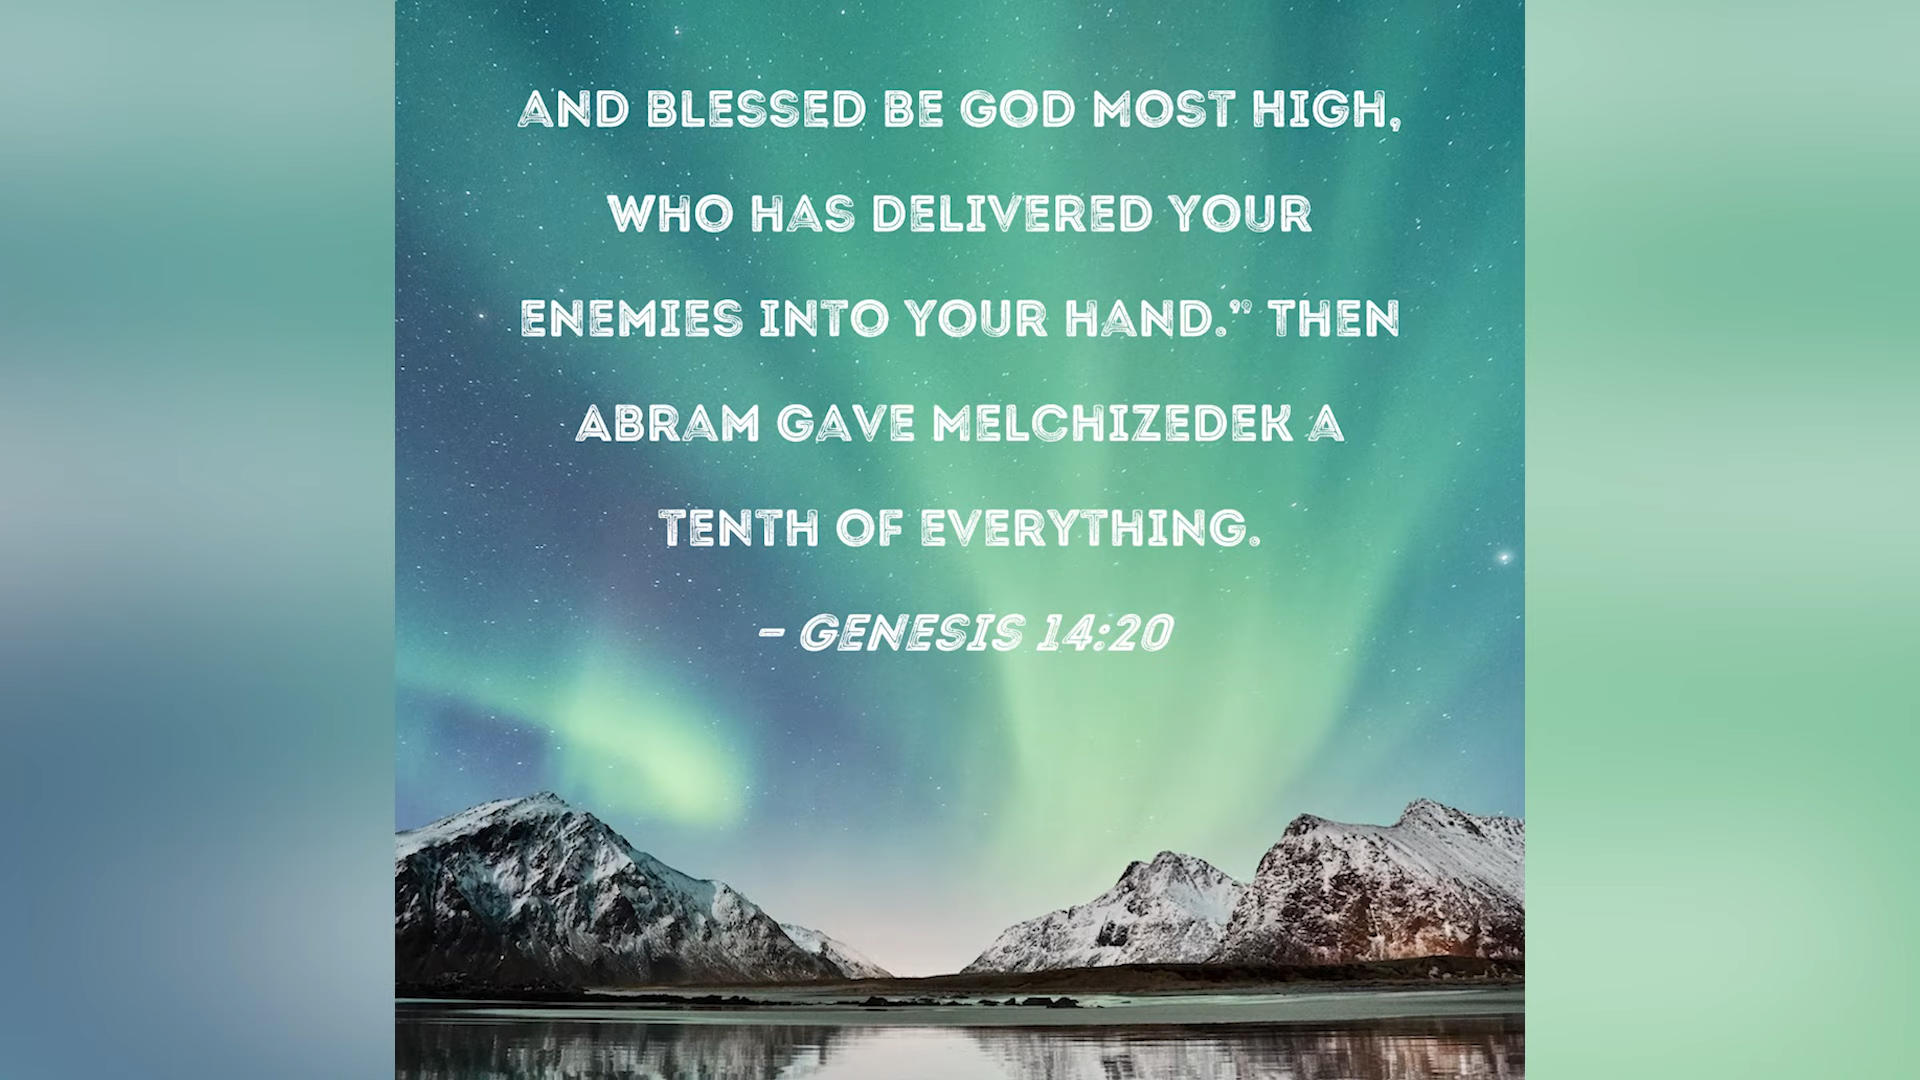 AND BLESSED BE GOD MOST HIGH,
WHO HAS DELIVERED YOUR
ENEMIES INTO YOUR HAND.” THEN
ABRAM GAVE MELCHIZEDEK A
TENTH OF EVERYTHING.
– GENESIS 14:20